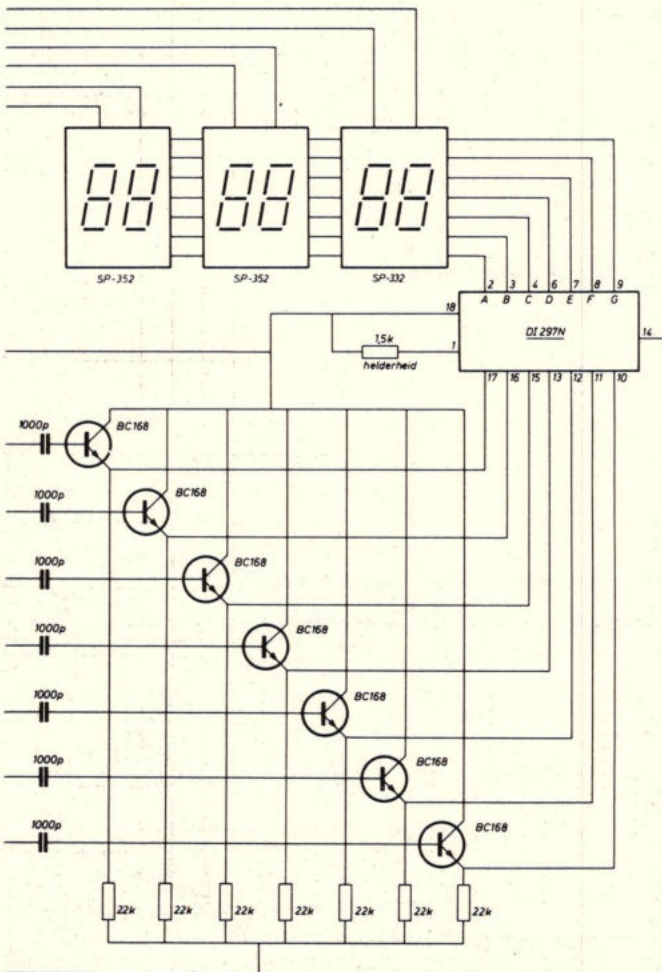 SP-352 SP-352 SP-332
2 3 4 6 7 8 9
A B C D E F G
18
DI 297N
14
1,5k
1
helderheid
17 16 15 13 12 11 10
1000p
BC168
1000p
BC168
1000p
BC168
1000p
BC168
1000p
BC168
1000p
BC168
1000p
BC168
22k 22k 22k 22k 22k 22k 22k